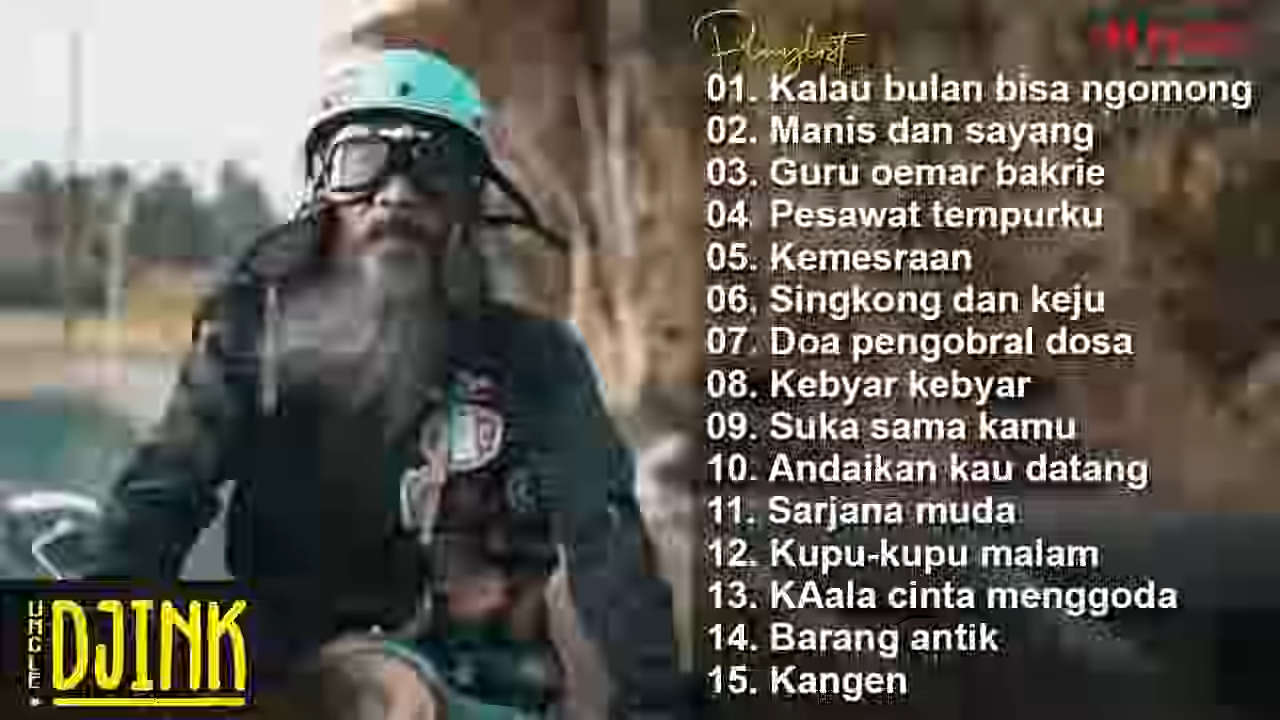 Playlist
01. Kalau bulan bisa ngomong
02. Manis dan sayang
03. Guru oemar bakrie
04. Pesawat tempurku
05. Kemesraan
06. Singkong dan keju
07. Doa pengobral dosa
08. Kebyar kebyar
09. Suka sama kamu
10. Andaikan kau datang
11. Sarjana muda
12. Kupu-kupu malam
13. KAala cinta menggoda
14. Barang antik
15. Kangen
UNCLE
DJINK